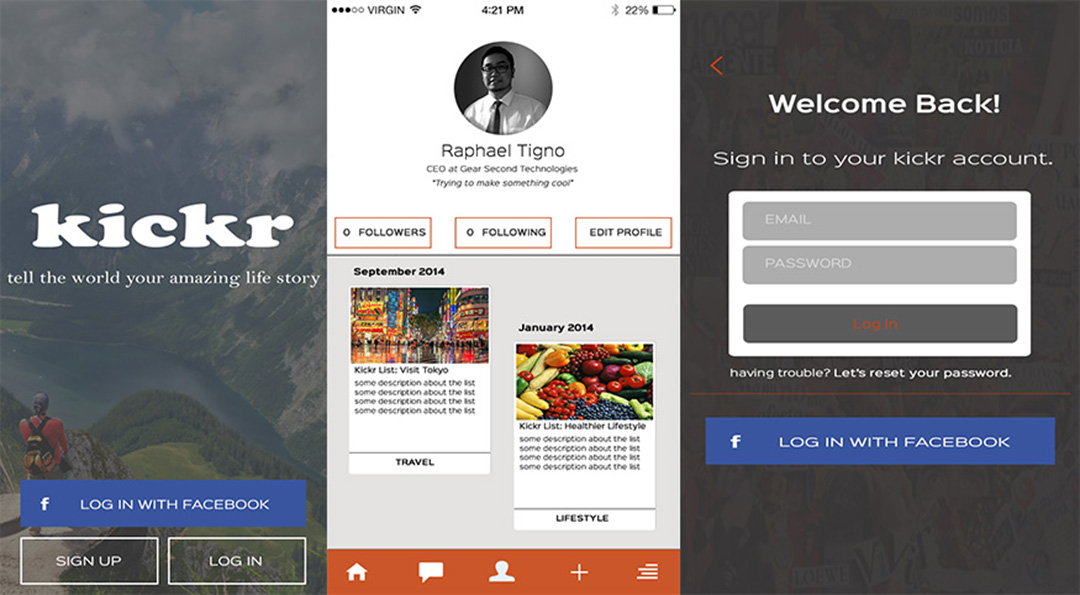 kickr
tell the world your amazing life story
f LOG IN WITH FACEBOOK
SIGN UP
LOG IN
VIRGIN
4:21 PM
22%
Raphael Tigno
CEO at Gear Second Technologies
"Trying to make something cool"
0 FOLLOWERS
0 FOLLOWING
EDIT PROFILE
September 2014
Kickr List: Visit Tokyo
some description about the list
some description about the list
some description about the list
some description about the list
TRAVEL
January 2014
Kickr List: Healthier Lifestyle
some description about the list
some description about the list
some description about the list
some description about the list
LIFESTYLE
Welcome Back!
Sign in to your kickr account.
EMAIL
PASSWORD
Log in
having trouble? Let's reset your password.
f LOG IN WITH FACEBOOK
somos
NOTICIA
LOEWE